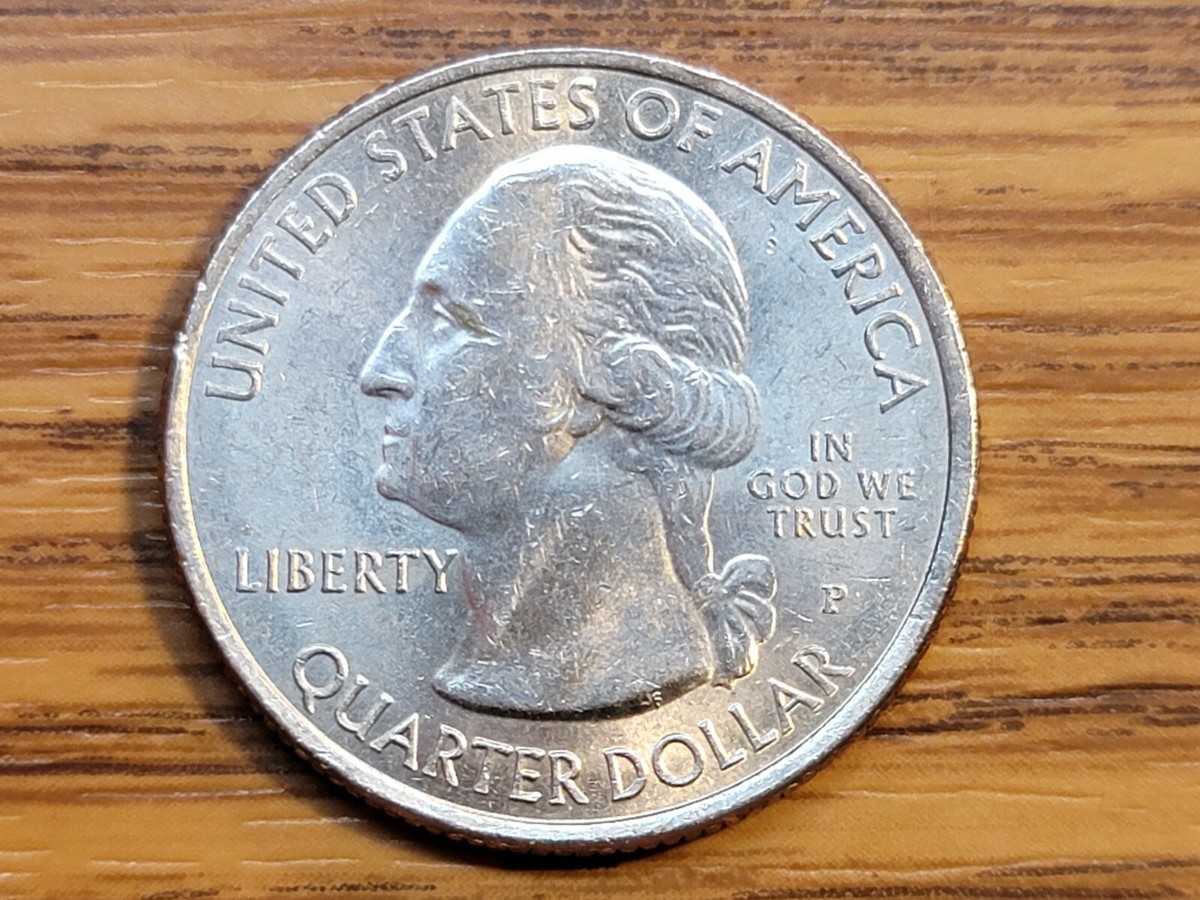 UNITED STATES OF AMERICA
IN
GOD WE
TRUST
LIBERTY
P
QUARTER DOLLAR